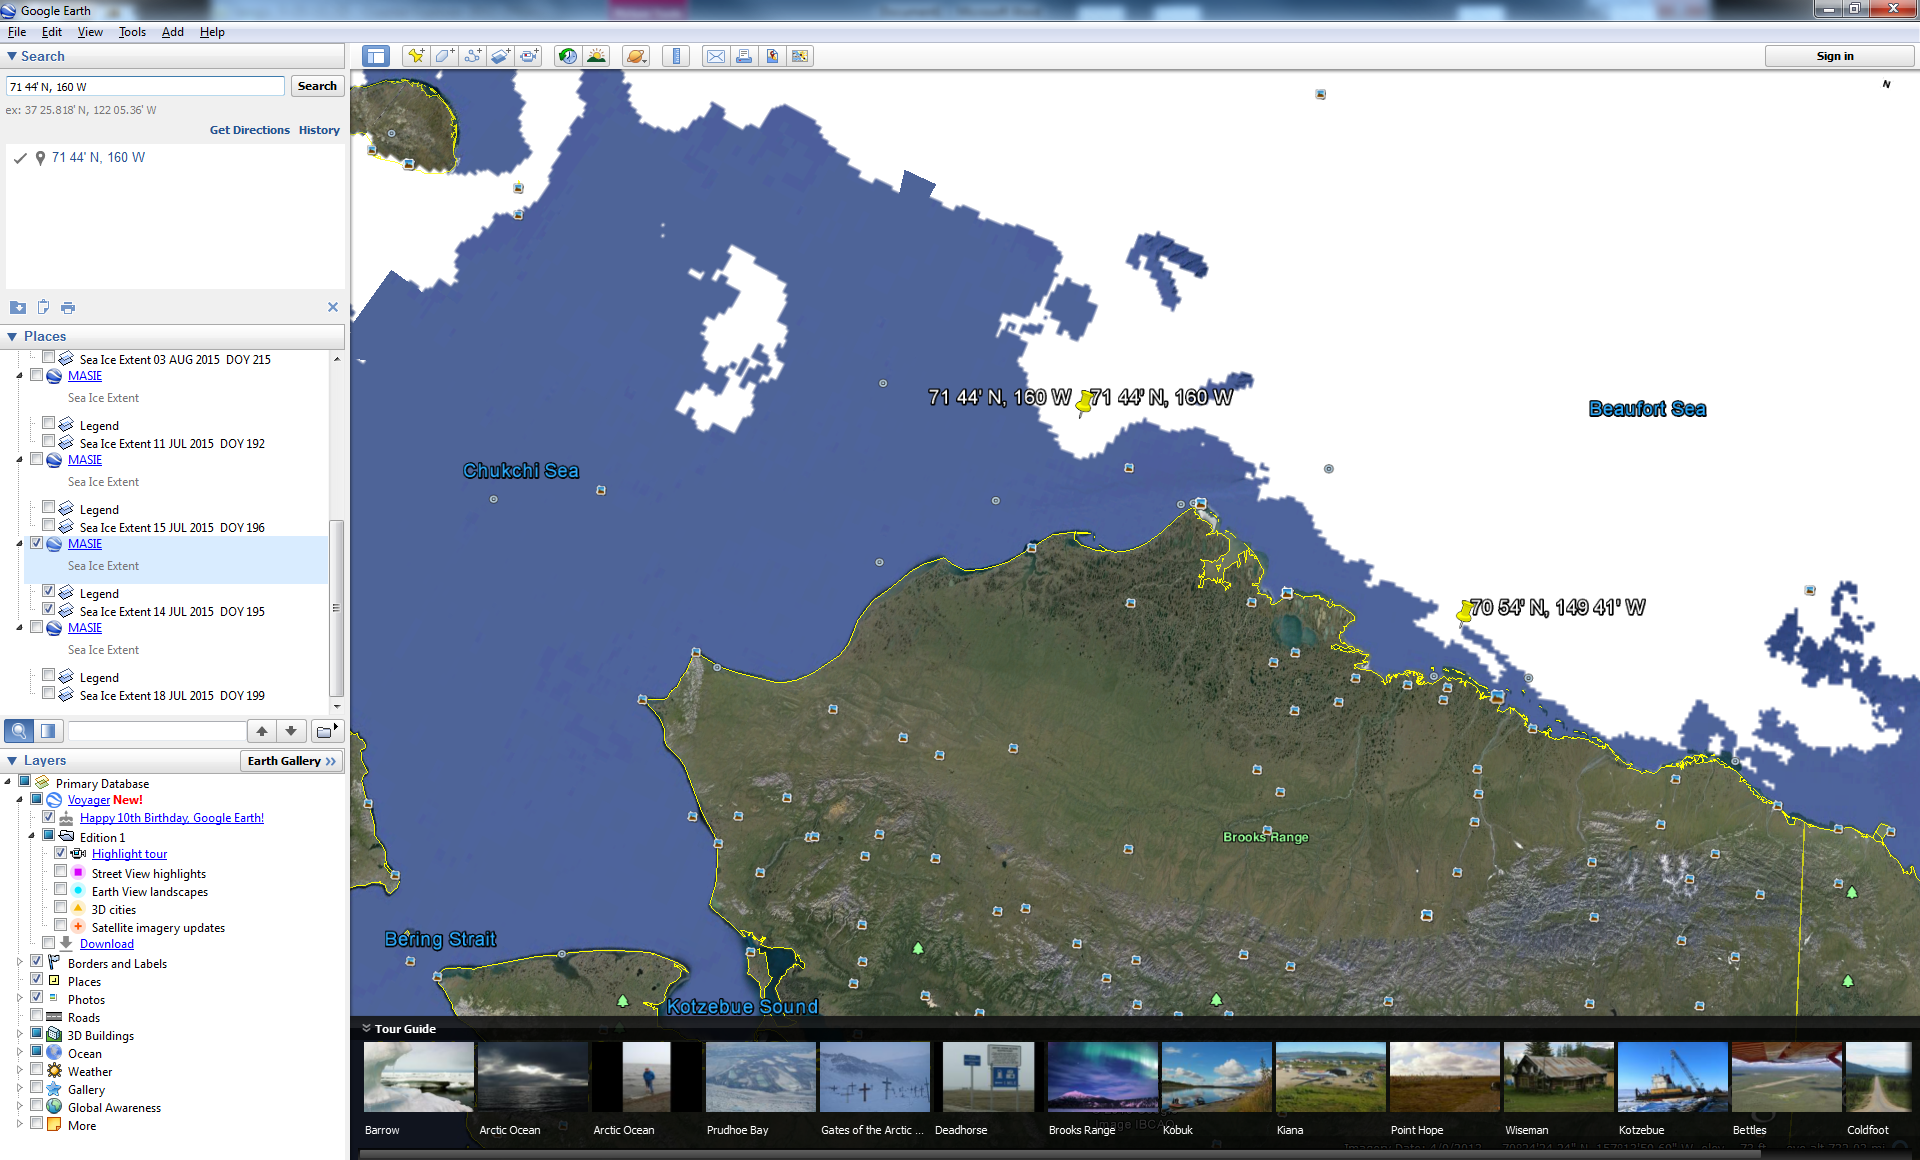 Google Earth
File Edit View Tools Add Help
Search
71 44' N, 160 W
Search
ex: 37 25.818' N, 122 05.36' W
Get Directions History
71 44' N, 160 W
Places
Sea Ice Extent 03 AUG 2015 DOY 215
MASIE
Sea Ice Extent
Legend
Sea Ice Extent 11 JUL 2015 DOY 192
MASIE
Sea Ice Extent
Legend
Sea Ice Extent 15 JUL 2015 DOY 196
MASIE
Sea Ice Extent
Legend
Sea Ice Extent 14 JUL 2015 DOY 195
MASIE
Sea Ice Extent
Legend
Sea Ice Extent 18 JUL 2015 DOY 199
Layers
Earth Gallery »
Primary Database
Voyager New!
Happy 10th Birthday, Google Earth!
Edition 1
Highlight tour
Street View highlights
Earth View landscapes
3D cities
Satellite imagery updates
Download
Borders and Labels
Places
Photos
Roads
3D Buildings
Ocean
Weather
Gallery
Global Awareness
More
Sign in
N
71 44' N, 160 W
71 44' N, 160 W
Beaufort Sea
Chukchi Sea
70 54' N, 149 41' W
Brooks Range
Bering Strait
Kotzebue Sound
Tour Guide
Barrow
Arctic Ocean
Arctic Ocean
Prudhoe Bay
Gates of the Arctic ...
Deadhorse
Brooks Range
Kobuk
Kiana
Point Hope
Wiseman
Kotzebue
Bettles
Coldfoot
Image IBCAO